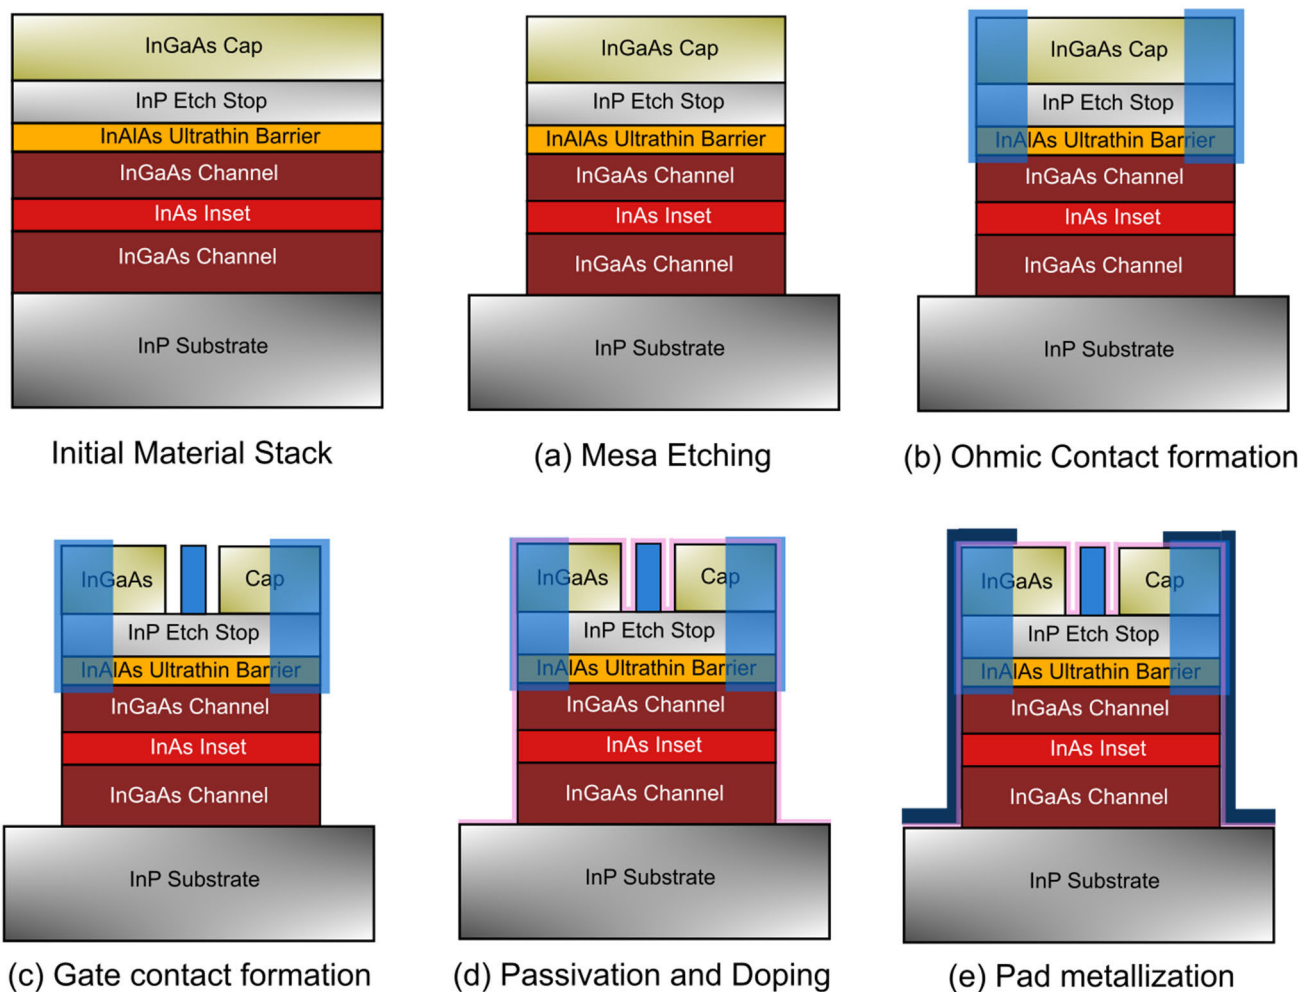 InGaAs Cap
InP Etch Stop
InAlAs Ultrathin Barrier
InGaAs Channel
InAs Inset
InGaAs Channel
InP Substrate
Initial Material Stack
InGaAs Cap
InP Etch Stop
InAlAs Ultrathin Barrier
InGaAs Channel
InAs Inset
InGaAs Channel
InP Substrate
(a) Mesa Etching
InGaAs Cap
InP Etch Stop
InAlAs Ultrathin Barrier
InGaAs Channel
InAs Inset
InGaAs Channel
InP Substrate
(b) Ohmic Contact formation
InGaAs Cap
InP Etch Stop
InAlAs Ultrathin Barrier
InGaAs Channel
InAs Inset
InGaAs Channel
InP Substrate
(c) Gate contact formation
InGaAs Cap
InP Etch Stop
InAlAs Ultrathin Barrier
InGaAs Channel
InAs Inset
InGaAs Channel
InP Substrate
(d) Passivation and Doping
InGaAs Cap
InP Etch Stop
InAlAs Ultrathin Barrier
InGaAs Channel
InAs Inset
InGaAs Channel
InP Substrate
(e) Pad metallization